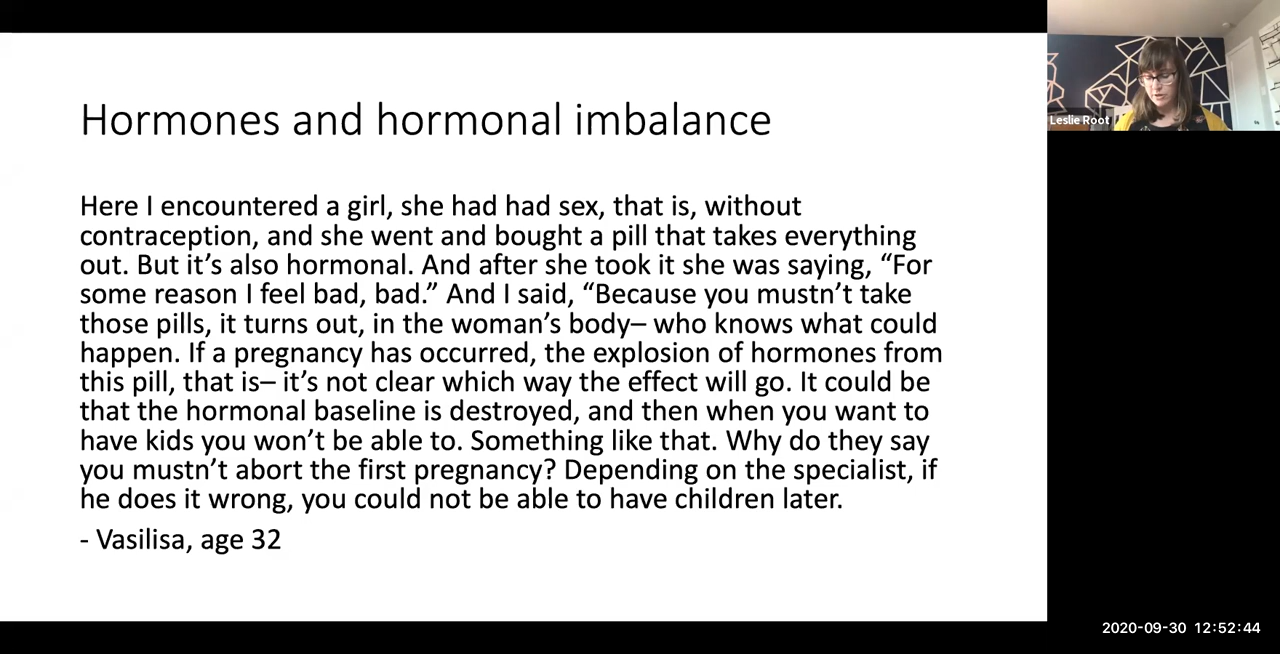 Hormones and hormonal imbalance
Here I encountered a girl, she had had sex, that is, without
contraception, and she went and bought a pill that takes everything
out. But it’s also hormonal. And after she took it she was saying, “For
some reason I feel bad, bad.” And I said, “Because you mustn’t take
those pills, it turns out, in the woman’s body– who knows what could
happen. If a pregnancy has occurred, the explosion of hormones from
this pill, that is– it’s not clear which way the effect will go. It could be
that the hormonal baseline is destroyed, and then when you want to
have kids you won’t be able to. Something like that. Why do they say
you mustn’t abort the first pregnancy? Depending on the specialist, if
he does it wrong, you could not be able to have children later.
- Vasilisa, age 32
Leslie Root
2020-09-30 12:52:44